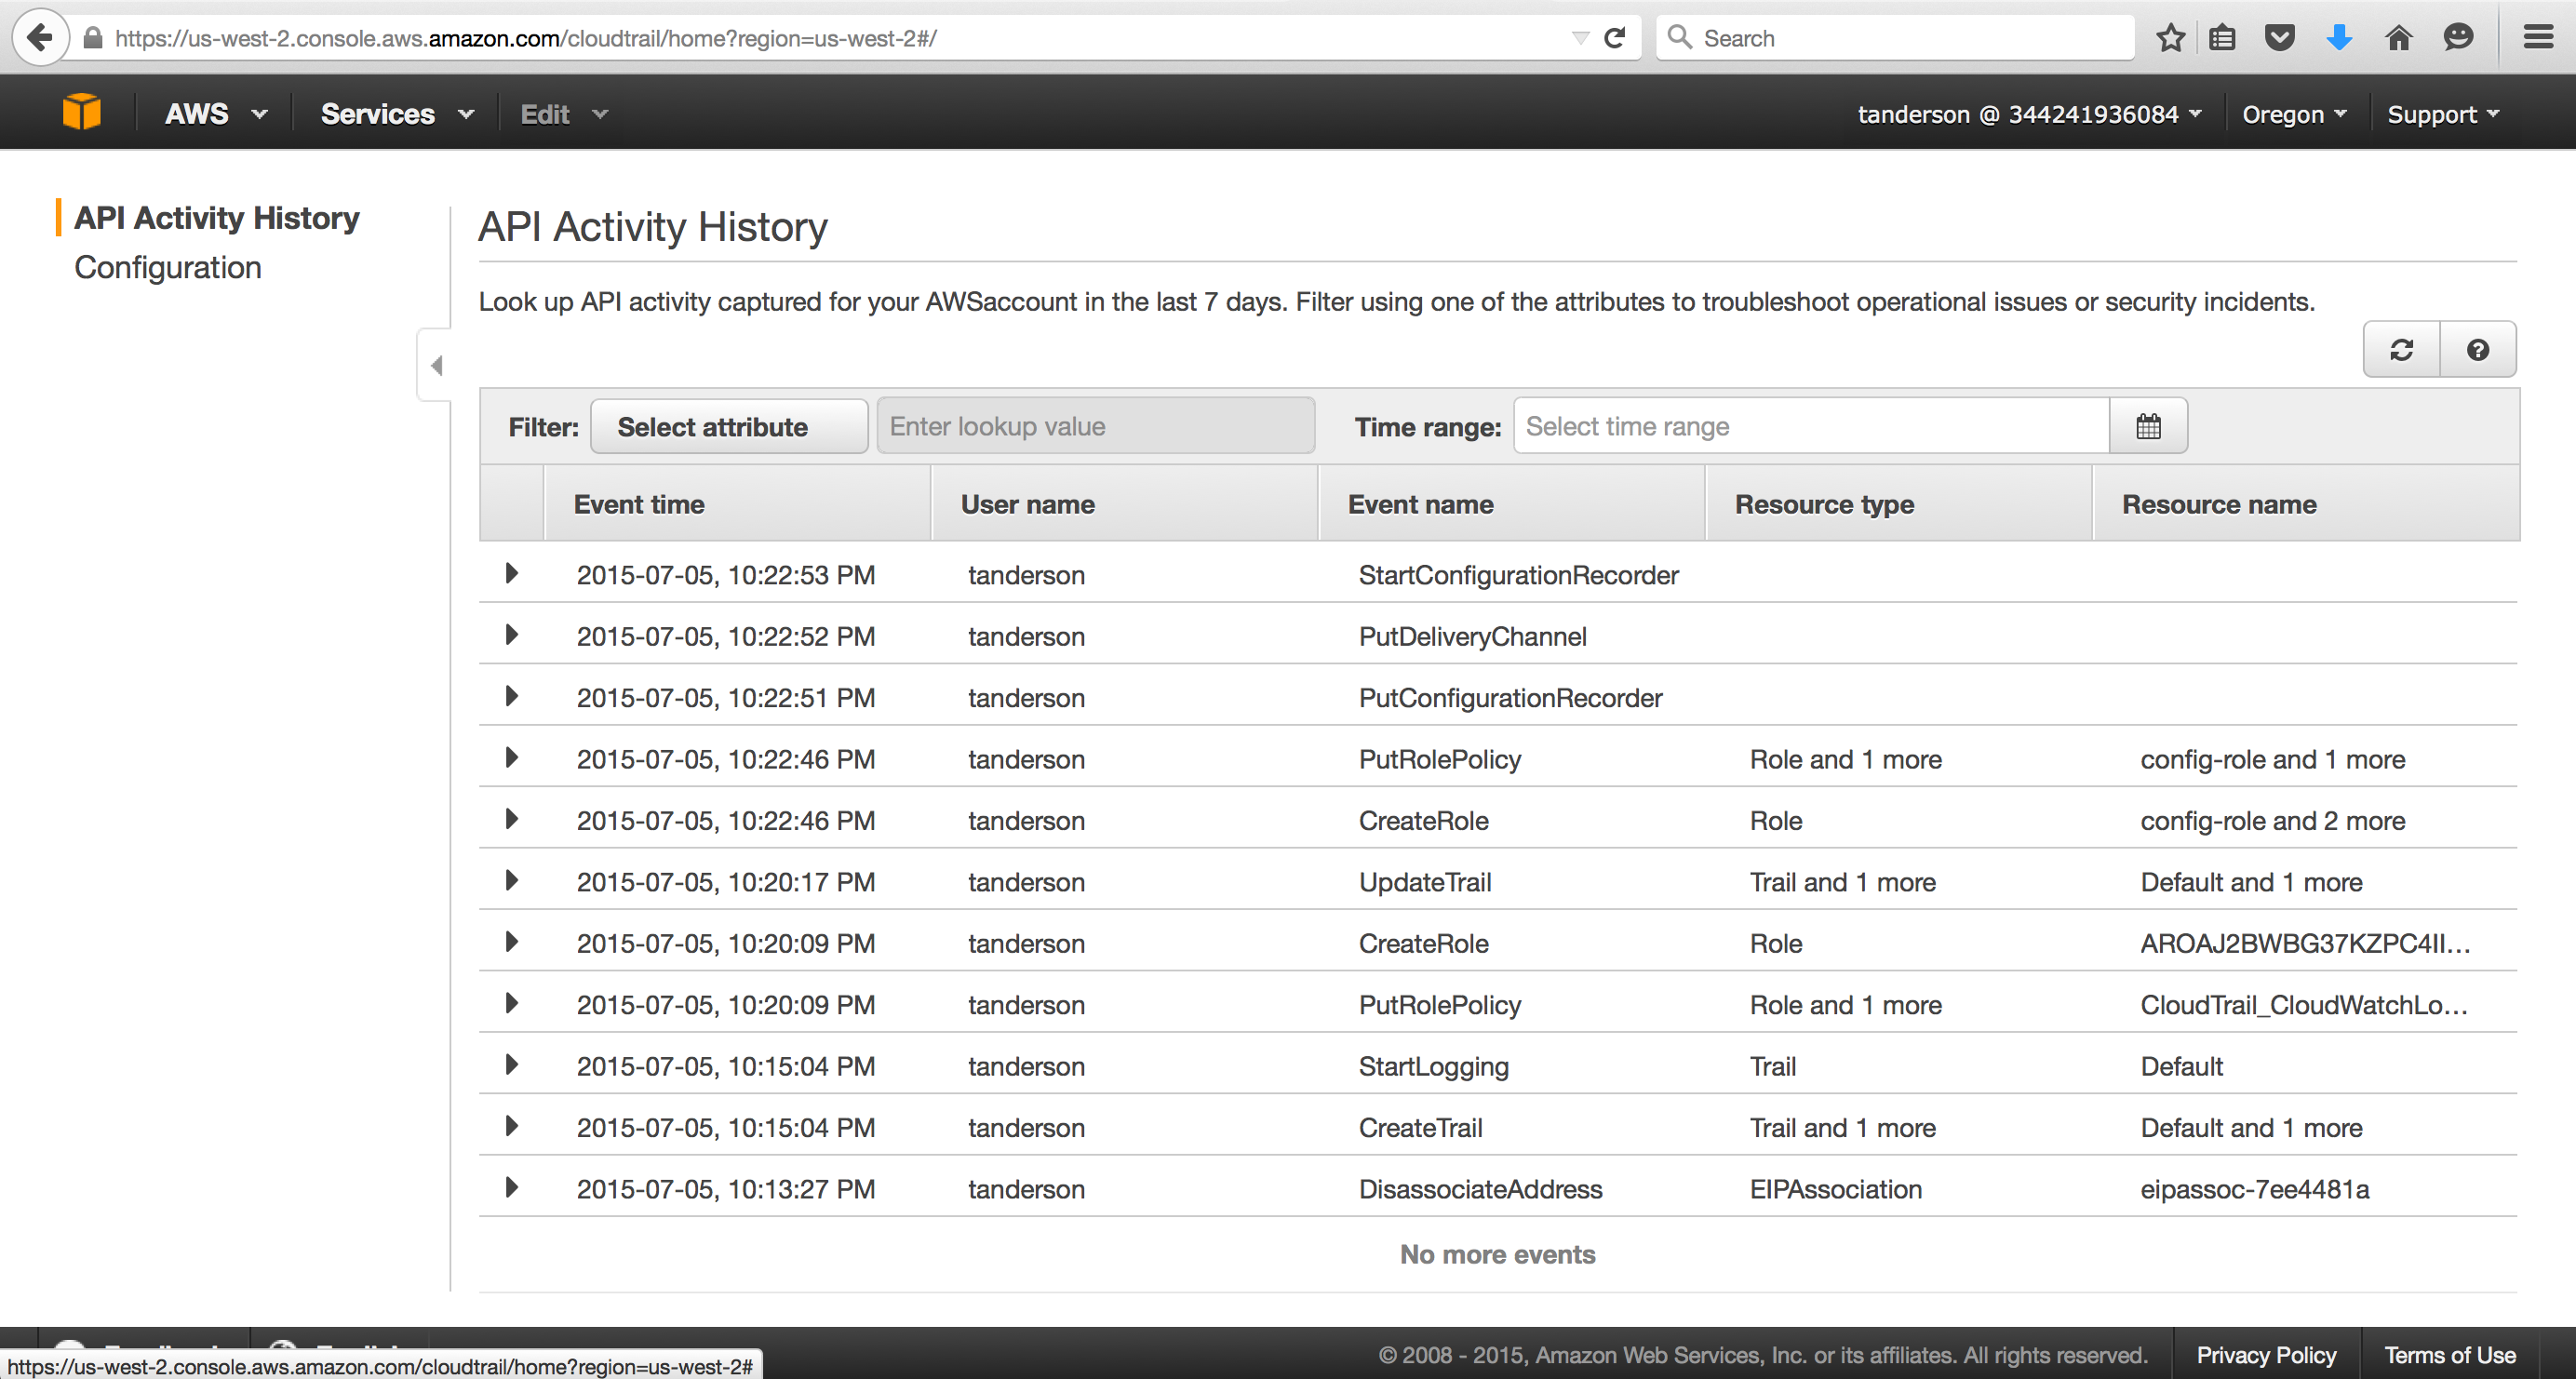 https://us-west-2.console.aws.amazon.com/cloudtrail/home?region=us-west-2#/ Search
AWS Services Edit tanderson @ 344241936084 Oregon Support
API Activity History
Configuration
API Activity History
Look up API activity captured for your AWSaccount in the last 7 days. Filter using one of the attributes to troubleshoot operational issues or security incidents.
Filter: Select attribute Enter lookup value Time range: Select time range
Event time User name Event name Resource type Resource name
2015-07-05, 10:22:53 PM tanderson StartConfigurationRecorder
2015-07-05, 10:22:52 PM tanderson PutDeliveryChannel
2015-07-05, 10:22:51 PM tanderson PutConfigurationRecorder
2015-07-05, 10:22:46 PM tanderson PutRolePolicy Role and 1 more config-role and 1 more
2015-07-05, 10:22:46 PM tanderson CreateRole Role config-role and 2 more
2015-07-05, 10:20:17 PM tanderson UpdateTrail Trail and 1 more Default and 1 more
2015-07-05, 10:20:09 PM tanderson CreateRole Role AROAJ2BWBG37KZPC4II...
2015-07-05, 10:20:09 PM tanderson PutRolePolicy Role and 1 more CloudTrail_CloudWatchLo...
2015-07-05, 10:15:04 PM tanderson StartLogging Trail Default
2015-07-05, 10:15:04 PM tanderson CreateTrail Trail and 1 more Default and 1 more
2015-07-05, 10:13:27 PM tanderson DisassociateAddress EIPAssociation eipassoc-7ee4481a
No more events
© 2008 - 2015, Amazon Web Services, Inc. or its affiliates. All rights reserved. Privacy Policy Terms of Use
https://us-west-2.console.aws.amazon.com/cloudtrail/home?region=us-west-2#